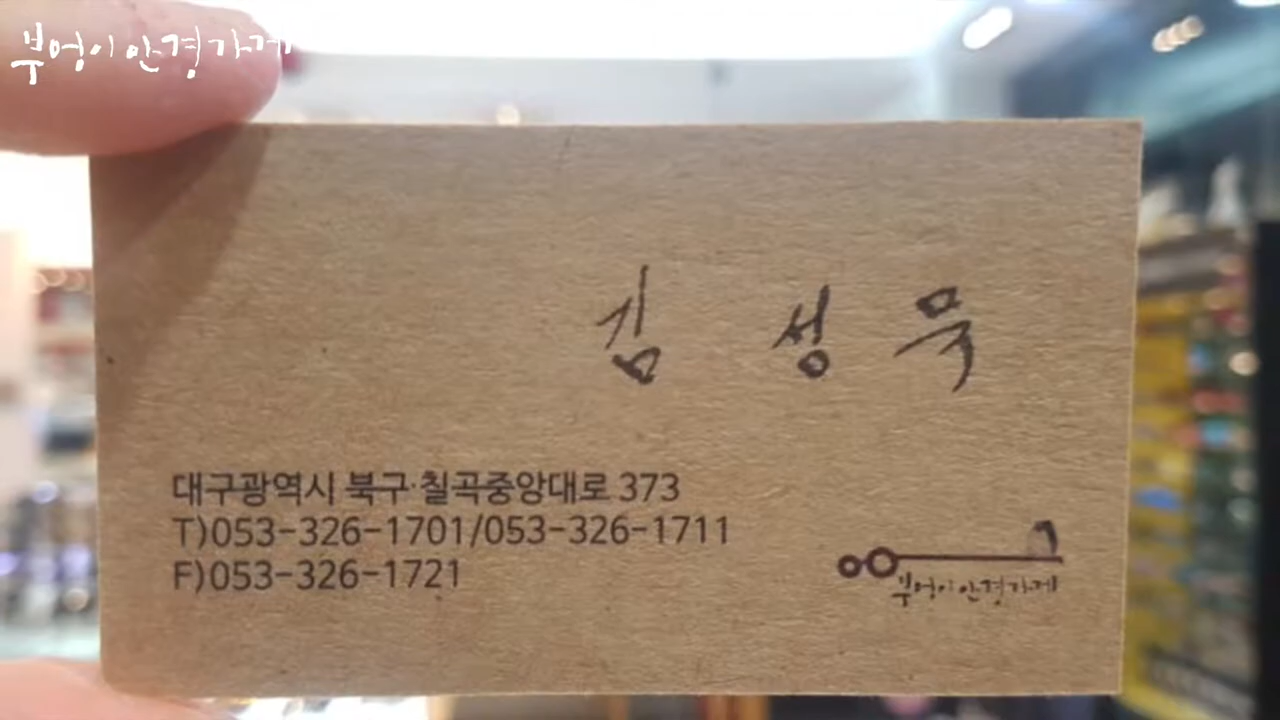 부엉이안경가게
김 성 묵
대구광역시 북구·칠곡중앙대로 373
T)053-326-1701/053-326-1711
F)053-326-1721
부엉이안경가게